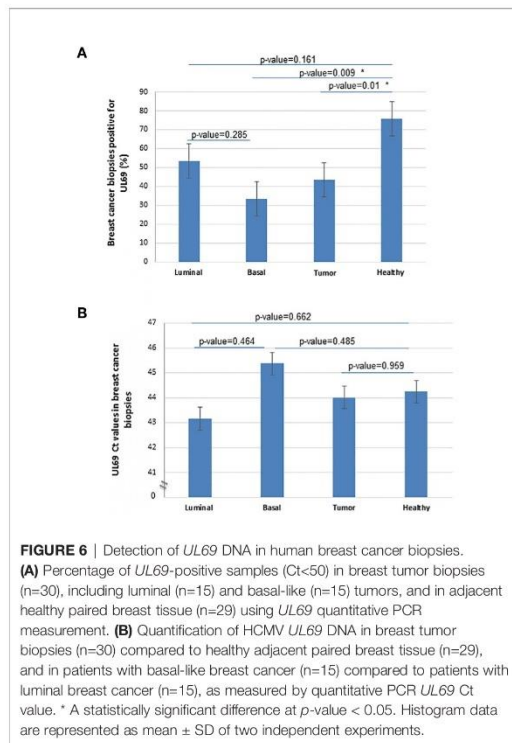 A
p-value=0.161
p-value=0.009 *
p-value=0.01 *
p-value=0.285
Breast cancer biopsies positive for
UL69 (%)
90
80
70
60
50
40
30
20
10
0
Luminal Basal Tumor Healthy
B
p-value=0.662
p-value=0.464 p-value=0.485
p-value=0.959
UL69 Ct values in breast cancer
biopsies
47
46
45
44
43
42
41
0
Luminal Basal Tumor Healthy
FIGURE 6 | Detection of UL69 DNA in human breast cancer biopsies.
(A) Percentage of UL69-positive samples (Ct<50) in breast tumor biopsies
(n=30), including luminal (n=15) and basal-like (n=15) tumors, and in adjacent
healthy paired breast tissue (n=29) using UL69 quantitative PCR
measurement. (B) Quantification of HCMV UL69 DNA in breast tumor
biopsies (n=30) compared to healthy adjacent paired breast tissue (n=29),
and in patients with basal-like breast cancer (n=15) compared to patients with
luminal breast cancer (n=15), as measured by quantitative PCR UL69 Ct
value. * A statistically significant difference at p-value < 0.05. Histogram data
are represented as mean ± SD of two independent experiments.